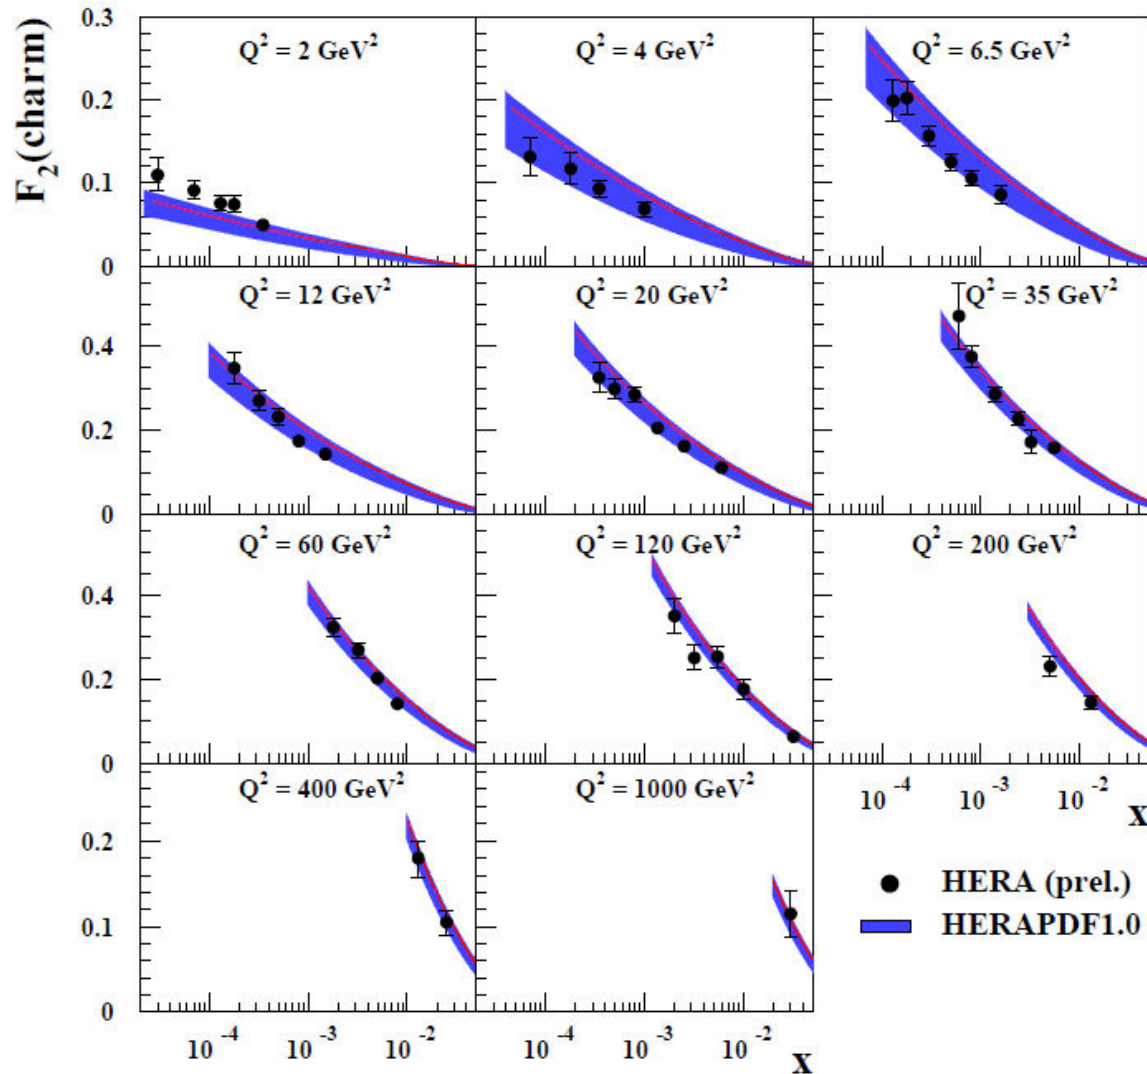 F₂(charm)
0.3
0.2
0.1
0
Q² = 2 GeV²
Q² = 4 GeV²
Q² = 6.5 GeV²
0.4
0.2
0
Q² = 12 GeV²
Q² = 20 GeV²
Q² = 35 GeV²
0.4
0.2
0
Q² = 60 GeV²
Q² = 120 GeV²
Q² = 200 GeV²
10⁻⁴ 10⁻³ 10⁻² x
0.2
0.1
0
Q² = 400 GeV²
Q² = 1000 GeV²
HERA (prel.)
HERAPDF1.0
10⁻⁴ 10⁻³ 10⁻² 10⁻⁴ 10⁻³ 10⁻² x